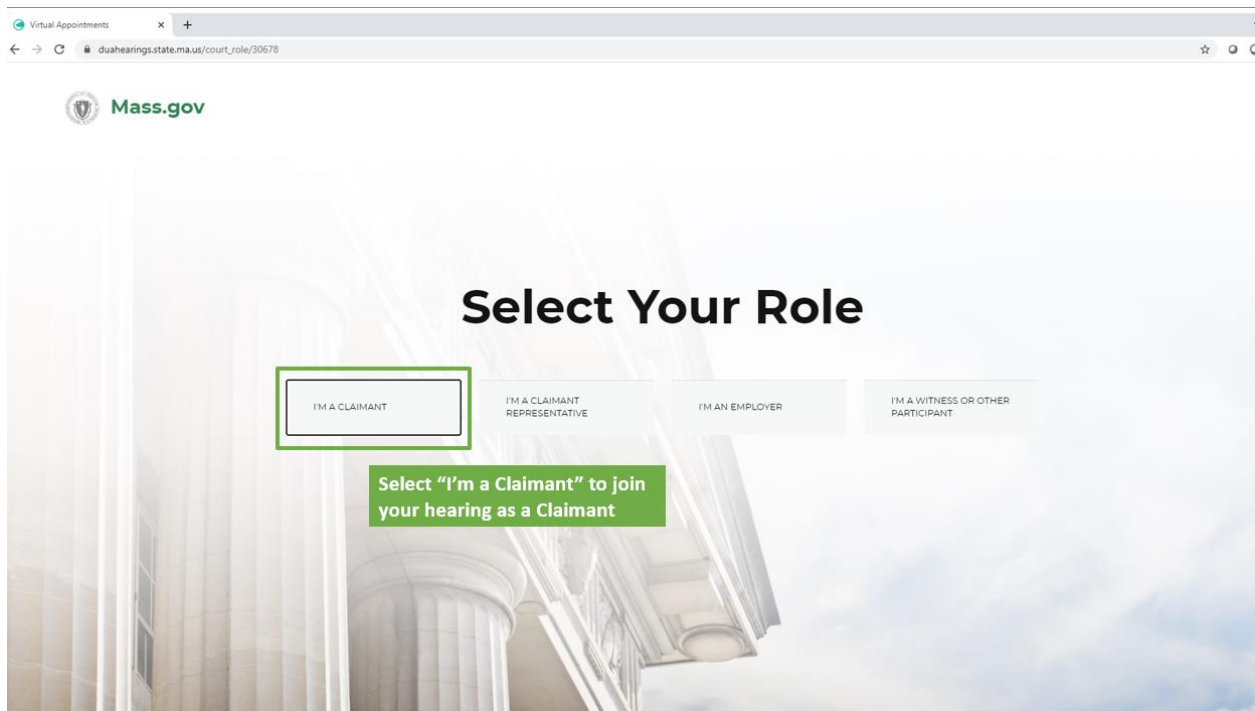 Virtual Appointments
duahearings.state.ma.us/court_role/30678
Mass.gov
Select Your Role
I'M A CLAIMANT
I'M A CLAIMANT
REPRESENTATIVE
I'M AN EMPLOYER
I'M A WITNESS OR OTHER
PARTICIPANT
Select “I’m a Claimant” to join
your hearing as a Claimant